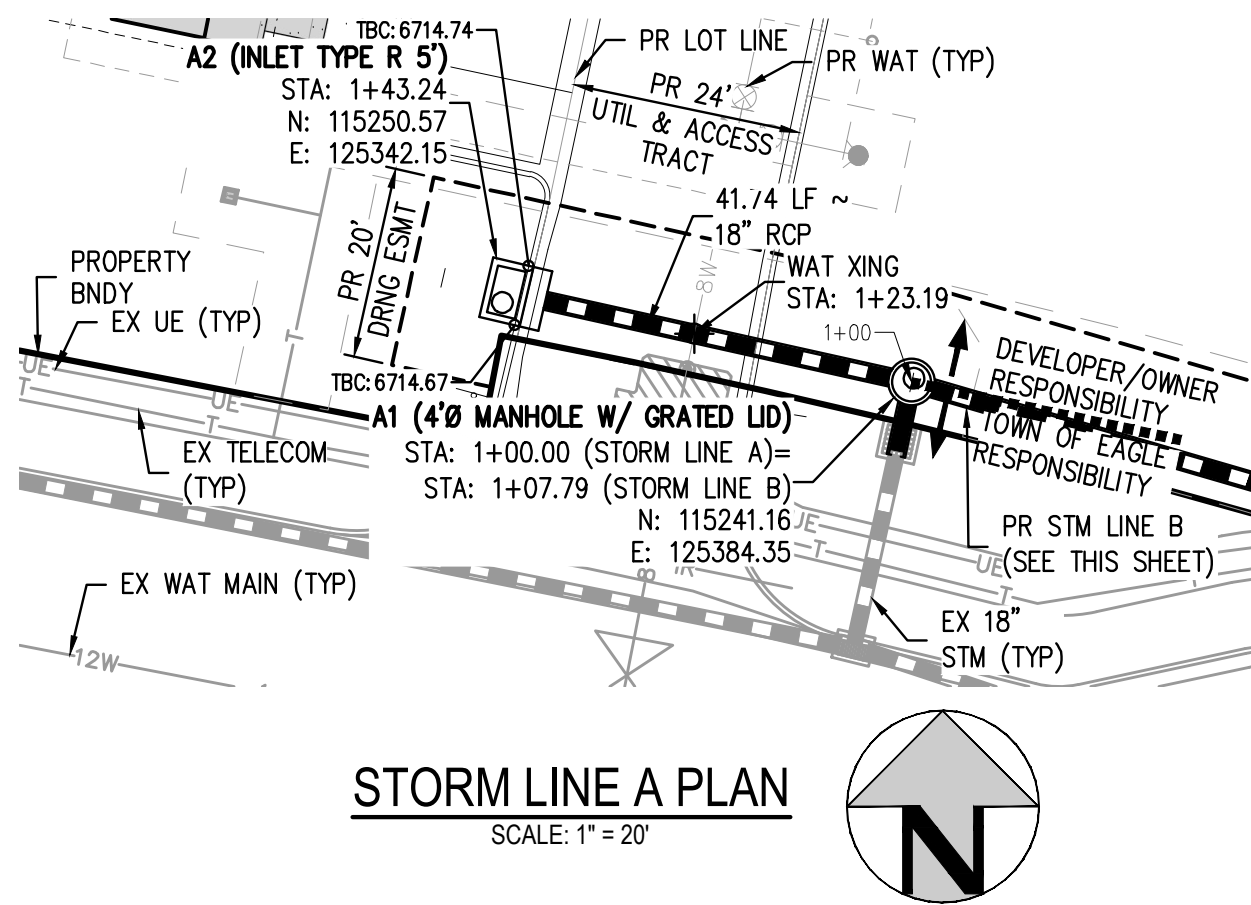 TBC: 6714.74
A2 (INLET TYPE R 5')
STA: 1+43.24
N: 115250.57
E: 125342.15
PR LOT LINE
PR WAT (TYP)
PR 24'
UTIL & ACCESS
TRACT
41.74 LF ~
18" RCP
8W
WAT XING
STA: 1+23.19
1+00
PR 20'
DRNG ESMT
PROPERTY
BNDY
EX UE (TYP)
T
UE
T
UE
T
TBC: 6714.67
DEVELOPER/OWNER
RESPONSIBILITY
TOWN OF EAGLE
RESPONSIBILITY
A1 (4'Ø MANHOLE W/ GRATED LID)
STA: 1+00.00 (STORM LINE A)=
STA: 1+07.79 (STORM LINE B)
N: 115241.16
E: 125384.35
EX TELECOM
(TYP)
UE
T
UE
T
PR STM LINE B
(SEE THIS SHEET)
EX WAT MAIN (TYP)
12W
8
EX 18"
STM (TYP)
STORM LINE A PLAN
SCALE: 1" = 20'
N